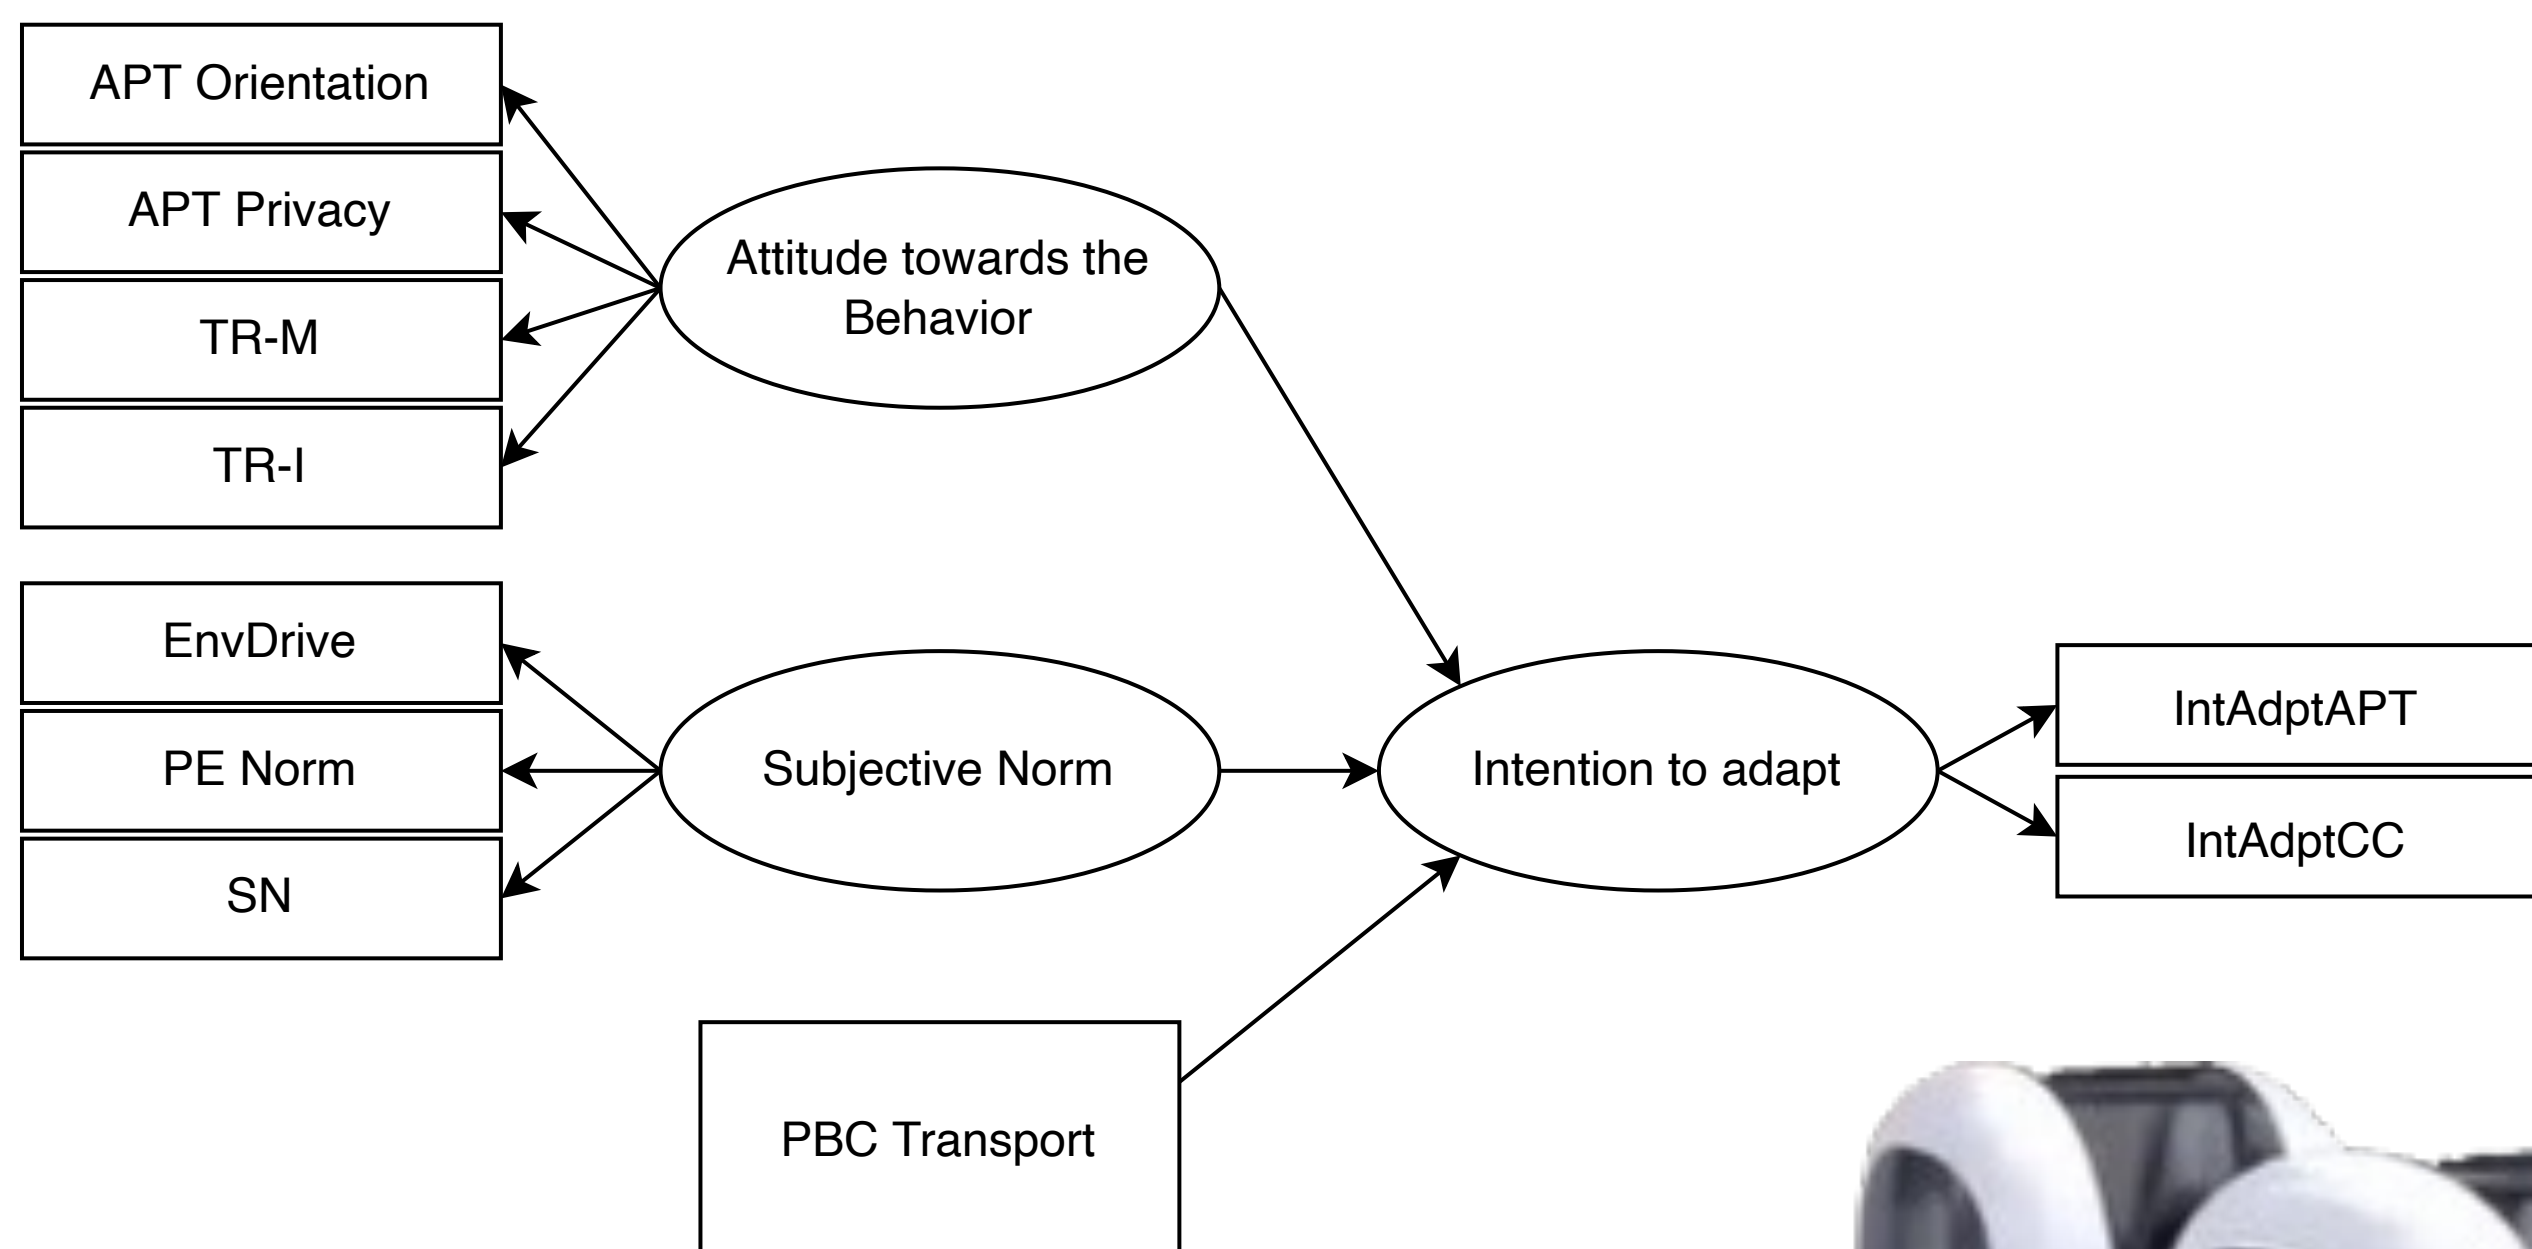 APT Orientation
APT Privacy
TR-M
TR-I
Attitude towards the
Behavior
EnvDrive
PE Norm
SN
Subjective Norm
Intention to adapt
IntAdptAPT
IntAdptCC
PBC Transport